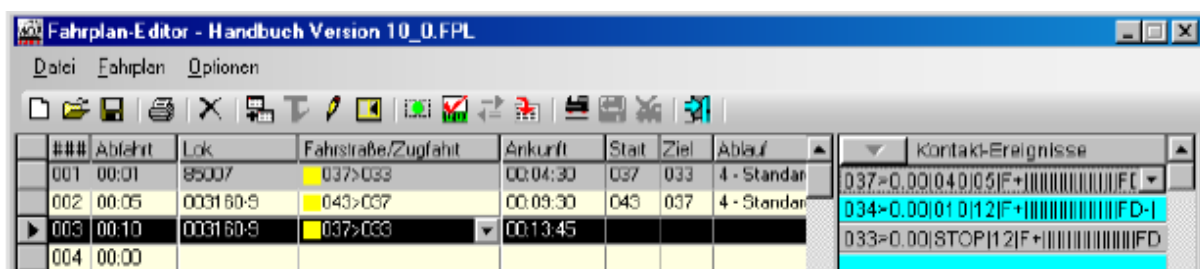 Fahrplan-Editor - Handbuch Version 10_0.FPL
Datei Fahrplan Optionen
### Abfahrt Lok Fahrstraße/Zugfahrt Ankunft Start Ziel Ablauf Kontakt-Ereignisse
001 00:01 85007 037>033 00:04:30 037 033 4 - Standar 037>0.00|040|05|F+||||||||||||||||F[
002 00:05 003160-9 043>037 00:09:30 043 037 4 - Standar 034>0.00|010|12|F+||||||||||||||||FD-I
003 00:10 003160-9 037>033 00:13:45 033>0.00|STOP|12|F+||||||||||||||||FD
004 00:00